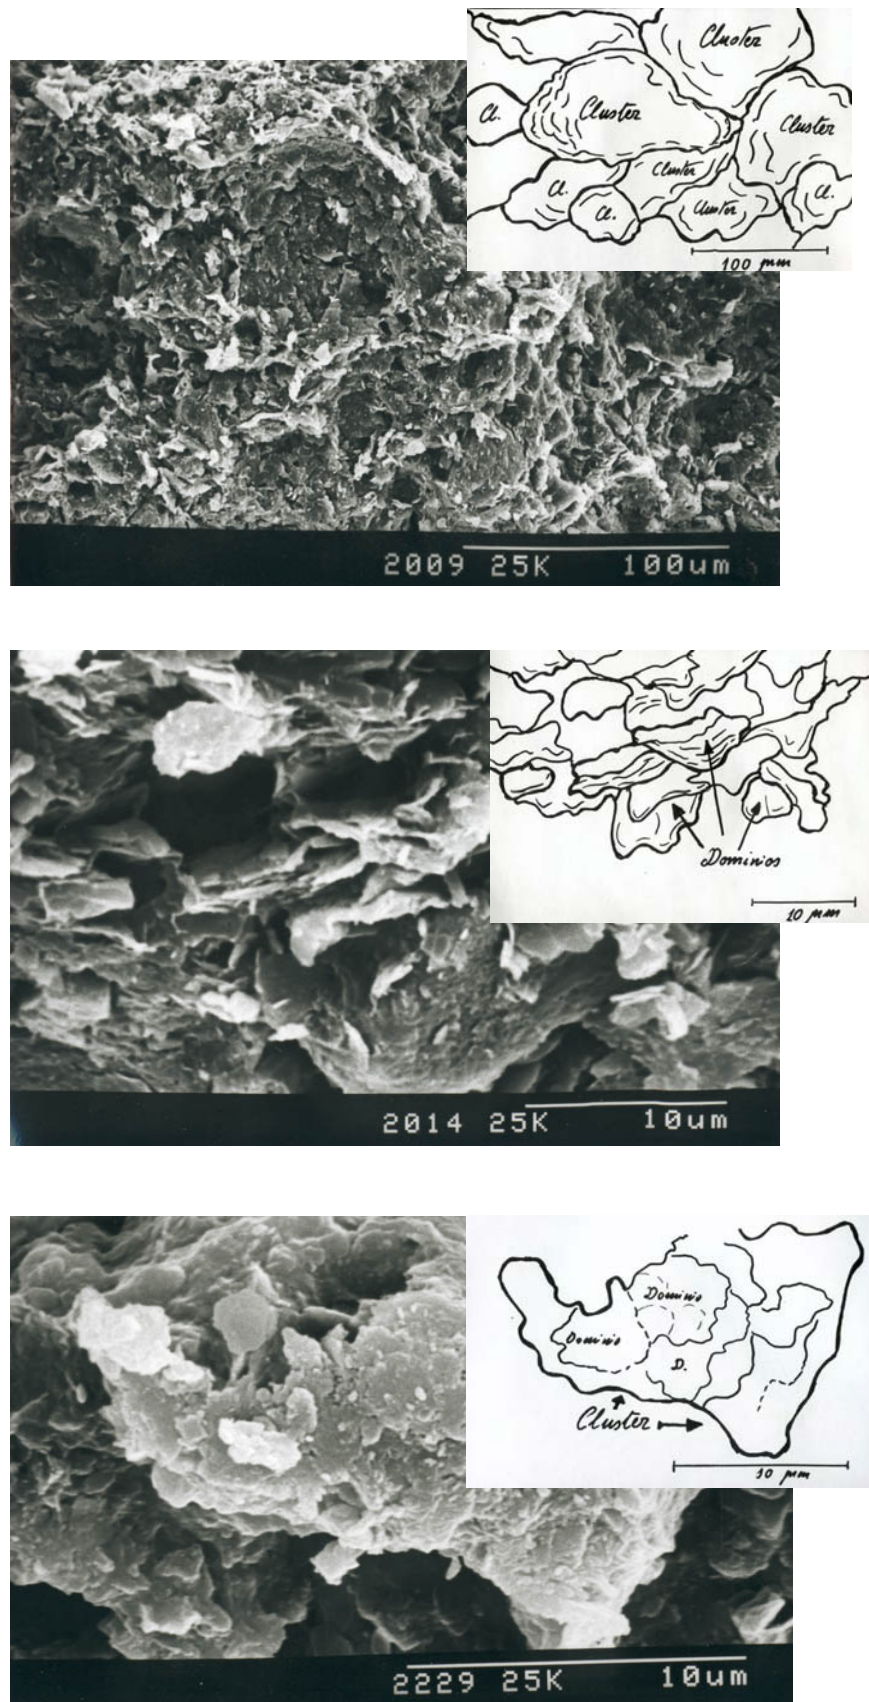 Cluster
Cl.
Cluster
Cluster
Cluster
Cl.
Cl.
Cluster
Cl.
100 µm
2009 25K 100um
Dominios
10 µm
2014 25K 10um
Dominio
Dominio
D.
Cluster
10 µm
2229 25K 10um